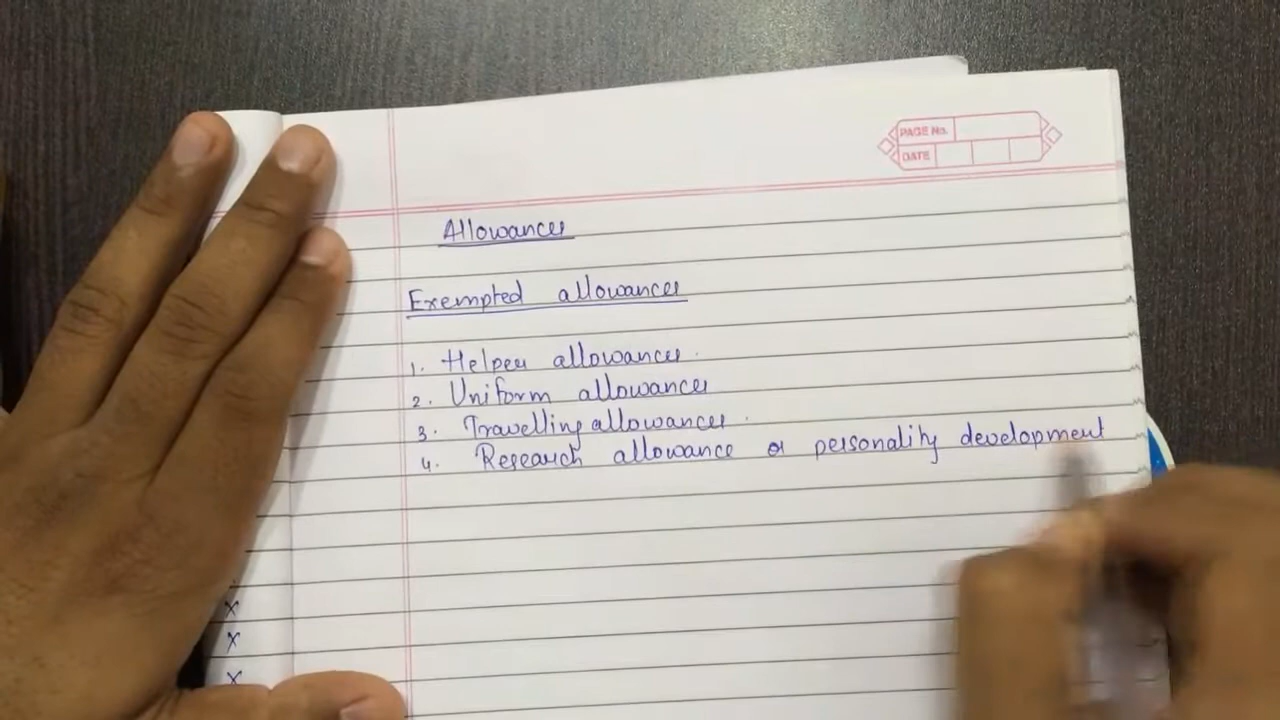 PAGE No.
DATE
Allowances
Exempted allowances
1. Helper allowances.
2. Uniform allowances
3. Travelling allowances.
4. Research allowance or personality development
x
x
x